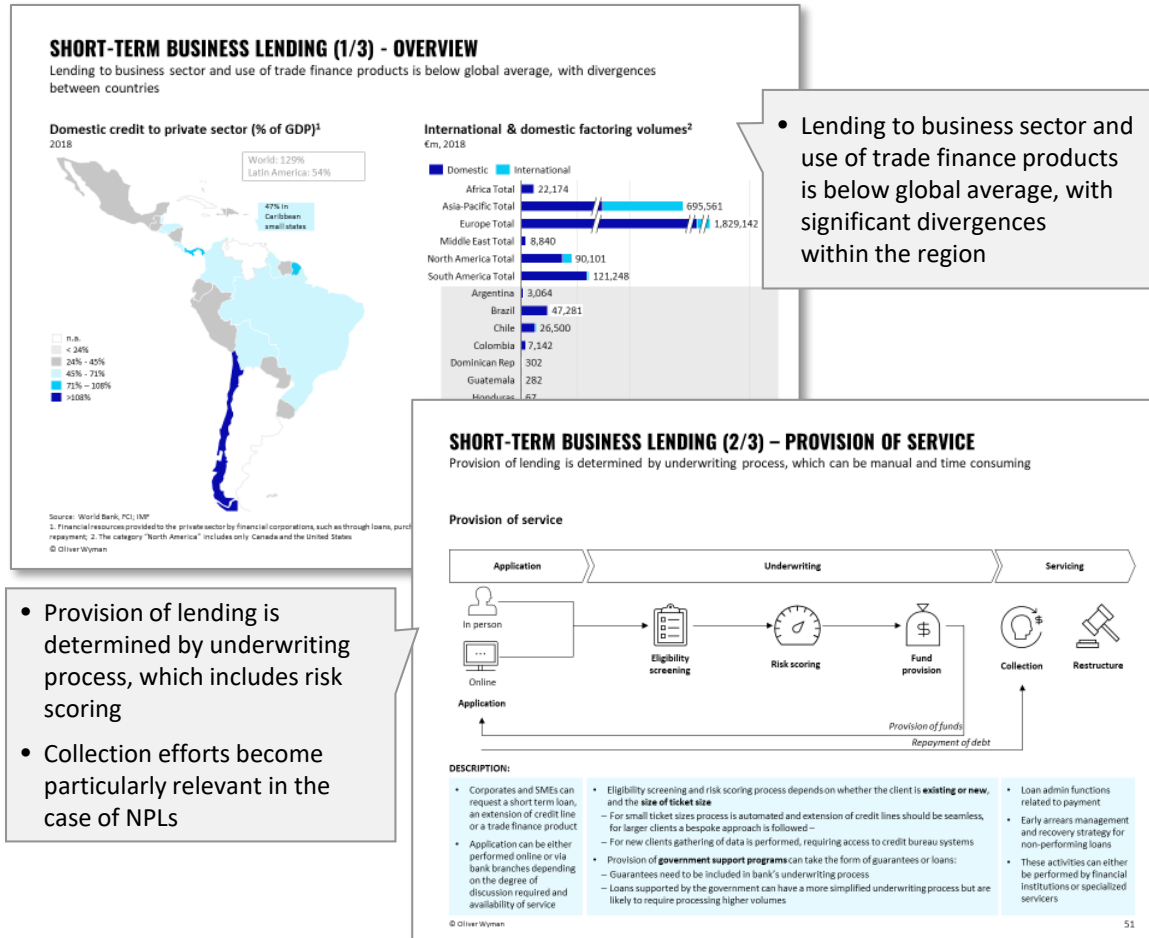 SHORT-TERM BUSINESS LENDING (1/3) - OVERVIEW
Lending to business sector and use of trade finance products is below global average, with divergences
between countries
Domestic credit to private sector (% of GDP)1
2018
World: 129%
Latin America: 54%
47% in
Caribbean
small states
n.a.
< 24%
24% - 45%
45% - 71%
71% – 108%
>108%
International & domestic factoring volumes2
€m, 2018
Domestic International
Africa Total 22,174
Asia-Pacific Total 695,561
Europe Total 1,829,142
Middle East Total 8,840
North America Total 90,101
South America Total 121,248
Argentina 3,064
Brazil 47,281
Chile 26,500
Colombia 7,142
Dominican Rep 302
Guatemala 282
Honduras 67
Source: World Bank, FCI; IMF
1. Financial resources provided to the private sector by financial corporations, such as through loans,
repayment; 2. The category "North America" includes only Canada and the United States
© Oliver Wyman
• Lending to business sector and
use of trade finance products
is below global average, with
significant divergences
within the region
• Provision of lending is
determined by underwriting
process, which includes risk
scoring
• Collection efforts become
particularly relevant in the
case of NPLs
SHORT-TERM BUSINESS LENDING (2/3) – PROVISION OF SERVICE
Provision of lending is determined by underwriting process, which can be manual and time consuming
Provision of service
Application
Underwriting
Servicing
In person
Online
Application
Eligibility
screening
Risk scoring
$
Fund
provision
$
Collection
Restructure
Provision of funds
Repayment of debt
DESCRIPTION:
• Corporates and SMEs can
request a short term loan,
an extension of credit line
or a trade finance product
• Application can be either
performed online or via
bank branches depending
on the degree of
discussion required and
availability of service
• Eligibility screening and risk scoring process depends on whether the client is existing or new,
and the size of ticket size
– For small ticket sizes process is automated and extension of credit lines should be seamless,
for larger clients a bespoke approach is followed –
– For new clients gathering of data is performed, requiring access to credit bureau systems
• Provision of government support programs can take the form of guarantees or loans:
– Guarantees need to be included in bank's underwriting process
– Loans supported by the government can have a more simplified underwriting process but are
likely to require processing higher volumes
• Loan admin functions
related to payment
• Early arrears management
and recovery strategy for
non-performing loans
• These activities can either
be performed by financial
institutions or specialized
servicers
© Oliver Wyman
51